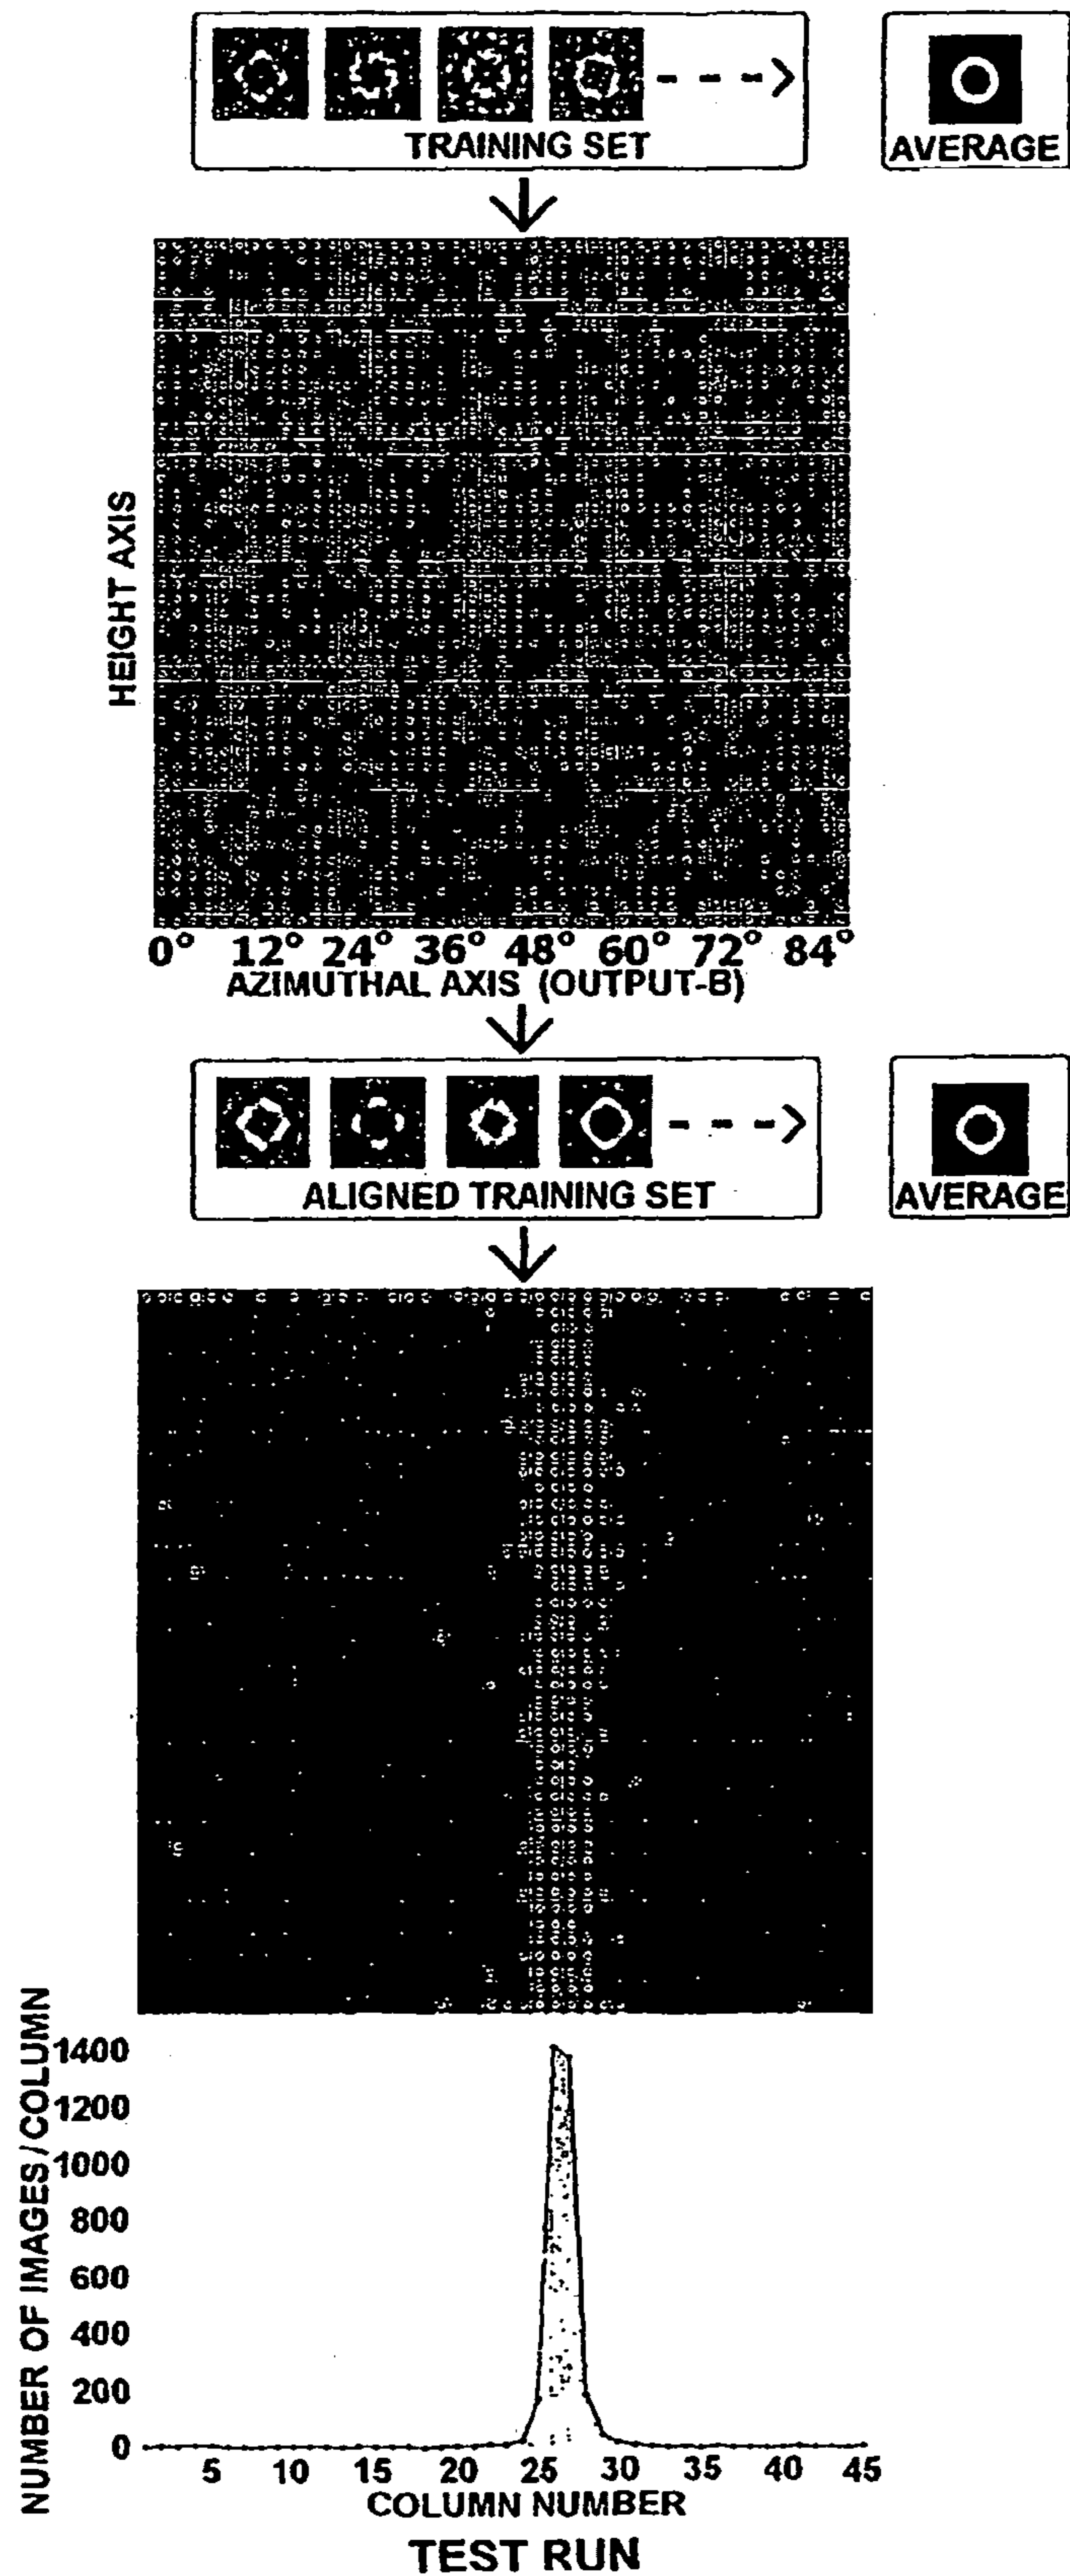 TRAINING SET
AVERAGE
HEIGHT AXIS
0° 12° 24° 36° 48° 60° 72° 84°
AZIMUTHAL AXIS (OUTPUT-B)
ALIGNED TRAINING SET
AVERAGE
NUMBER OF IMAGES/COLUMN
1400
1200
1000
800
600
400
200
0
5 10 15 20 25 30 35 40 45
COLUMN NUMBER
TEST RUN